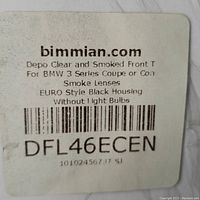 bimmian.com
Depo Clear and Smoked Front T
For BMW 3 Series Coupe or Con
Smoke Lenses
EURO Style Black Housing
Without Light Bulbs
DFL46ECEN